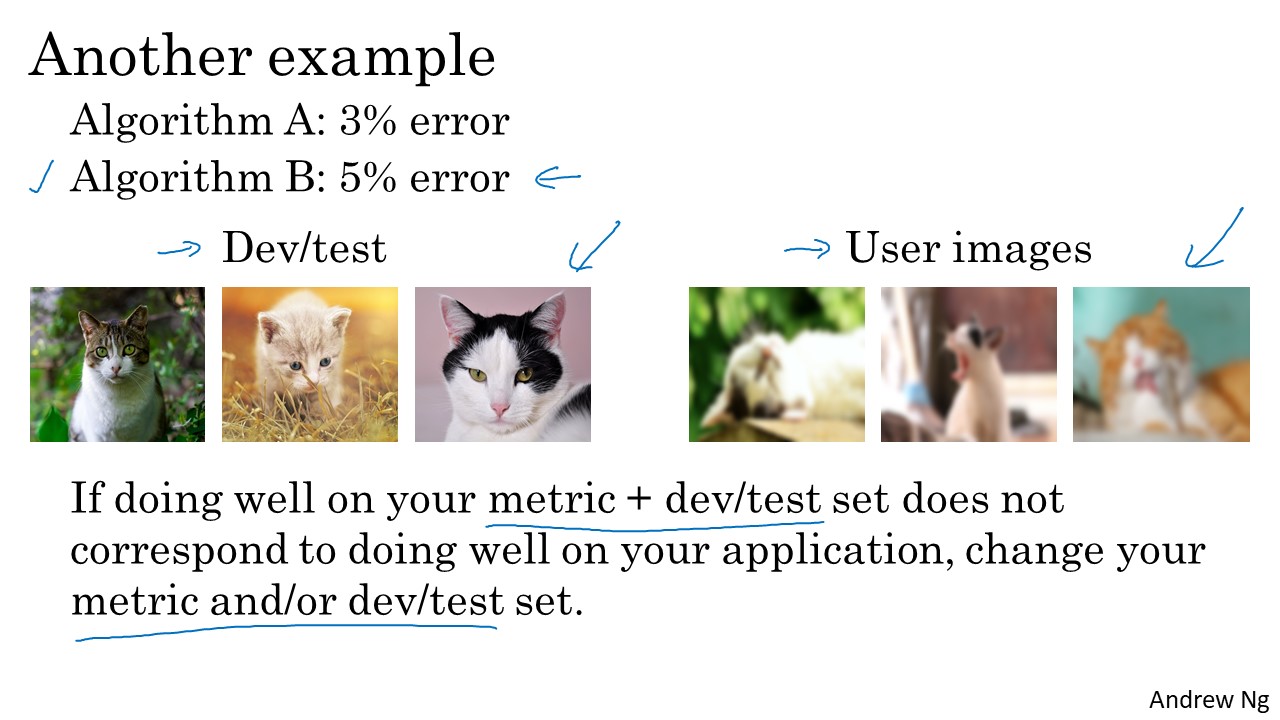 Another example
Algorithm A: 3% error
Algorithm B: 5% error
Dev/test
User images
If doing well on your metric + dev/test set does not
correspond to doing well on your application, change your
metric and/or dev/test set.
Andrew Ng